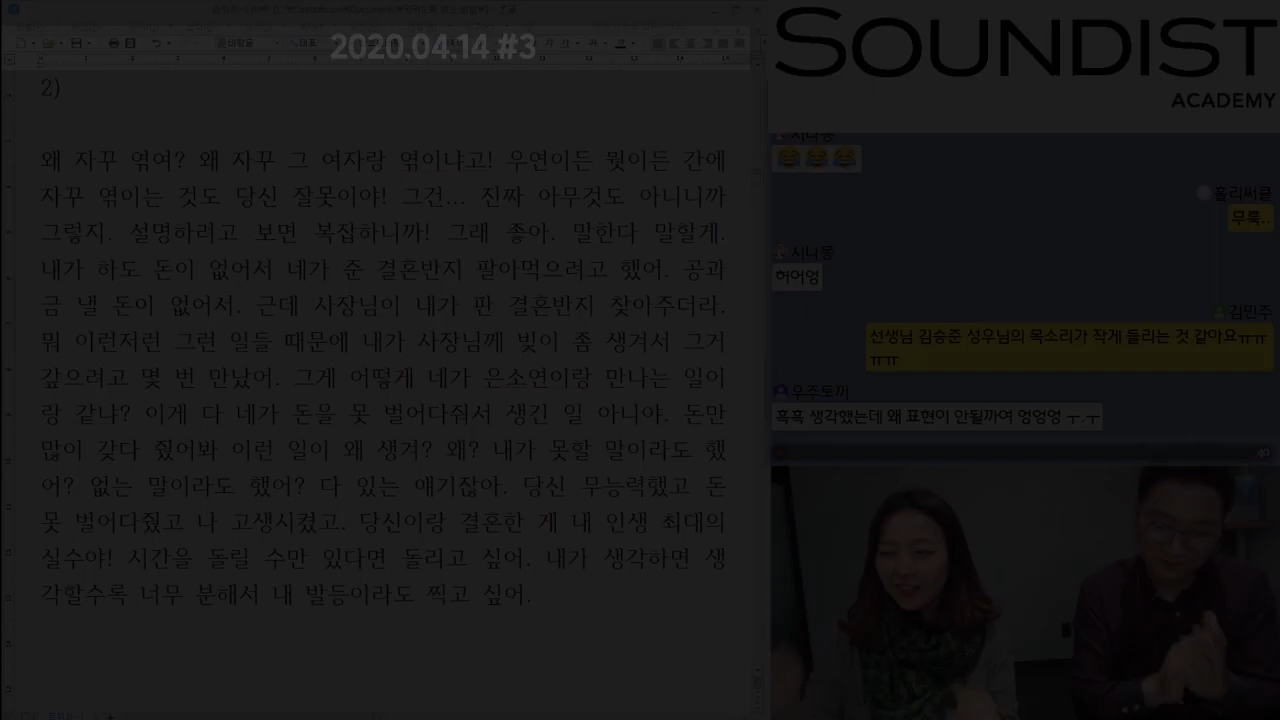 2020.04.14 #3
2)
왜 자꾸 엮여? 왜 자꾸 그 여자랑 엮이냐고! 우연이든 뭣이든 간에
자꾸 엮이는 것도 당신 잘못이야! 그건... 진짜 아무것도 아니니까
그렇지. 설명하리고 보면 복잡하니까! 그래 좋아. 말한다 말할게.
내가 하도 돈이 없어서 네가 준 결혼반지 팔아먹으려고 했어. 공과
금 낼 돈이 없어서. 근데 사장님이 내가 판 결혼반지 찾아주더라.
뭐 이런저런 그런 일들 때문에 내가 사장님께 빚이 좀 생겨서 그거
갚으려고 몇 번 만났어. 그게 어떻게 네가 은소연이랑 만나는 일이
랑 같냐? 이게 다 네가 돈을 못 벌어다줘서 생긴 일 아니야. 돈만
많이 갖다 줬어봐 이런 일이 왜 생겨? 왜? 내가 못할 말이라도 했
어? 없는 말이라도 했어? 다 있는 얘기잖아. 당신 무능력했고 돈
못 벌어다줬고 나 고생시켰고. 당신이랑 결혼한 게 내 인생 최대의
실수야! 시간을 돌릴 수만 있다면 돌리고 싶어. 내가 생각하면 생
각할수록 너무 분해서 내 발등이라도 찍고 싶어.
SOUNDIST
ACADEMY
시나몽
홀리써클
무룩..
시나몽
허어엉
김민주
선생님 김승준 성우님의 목소리가 작게 들리는 것 같아요ㅠㅠ
ㅠㅠ
우주토끼
흑흑 생각했는데 왜 표현이 안될까여 엉엉엉 ㅜ.ㅜ